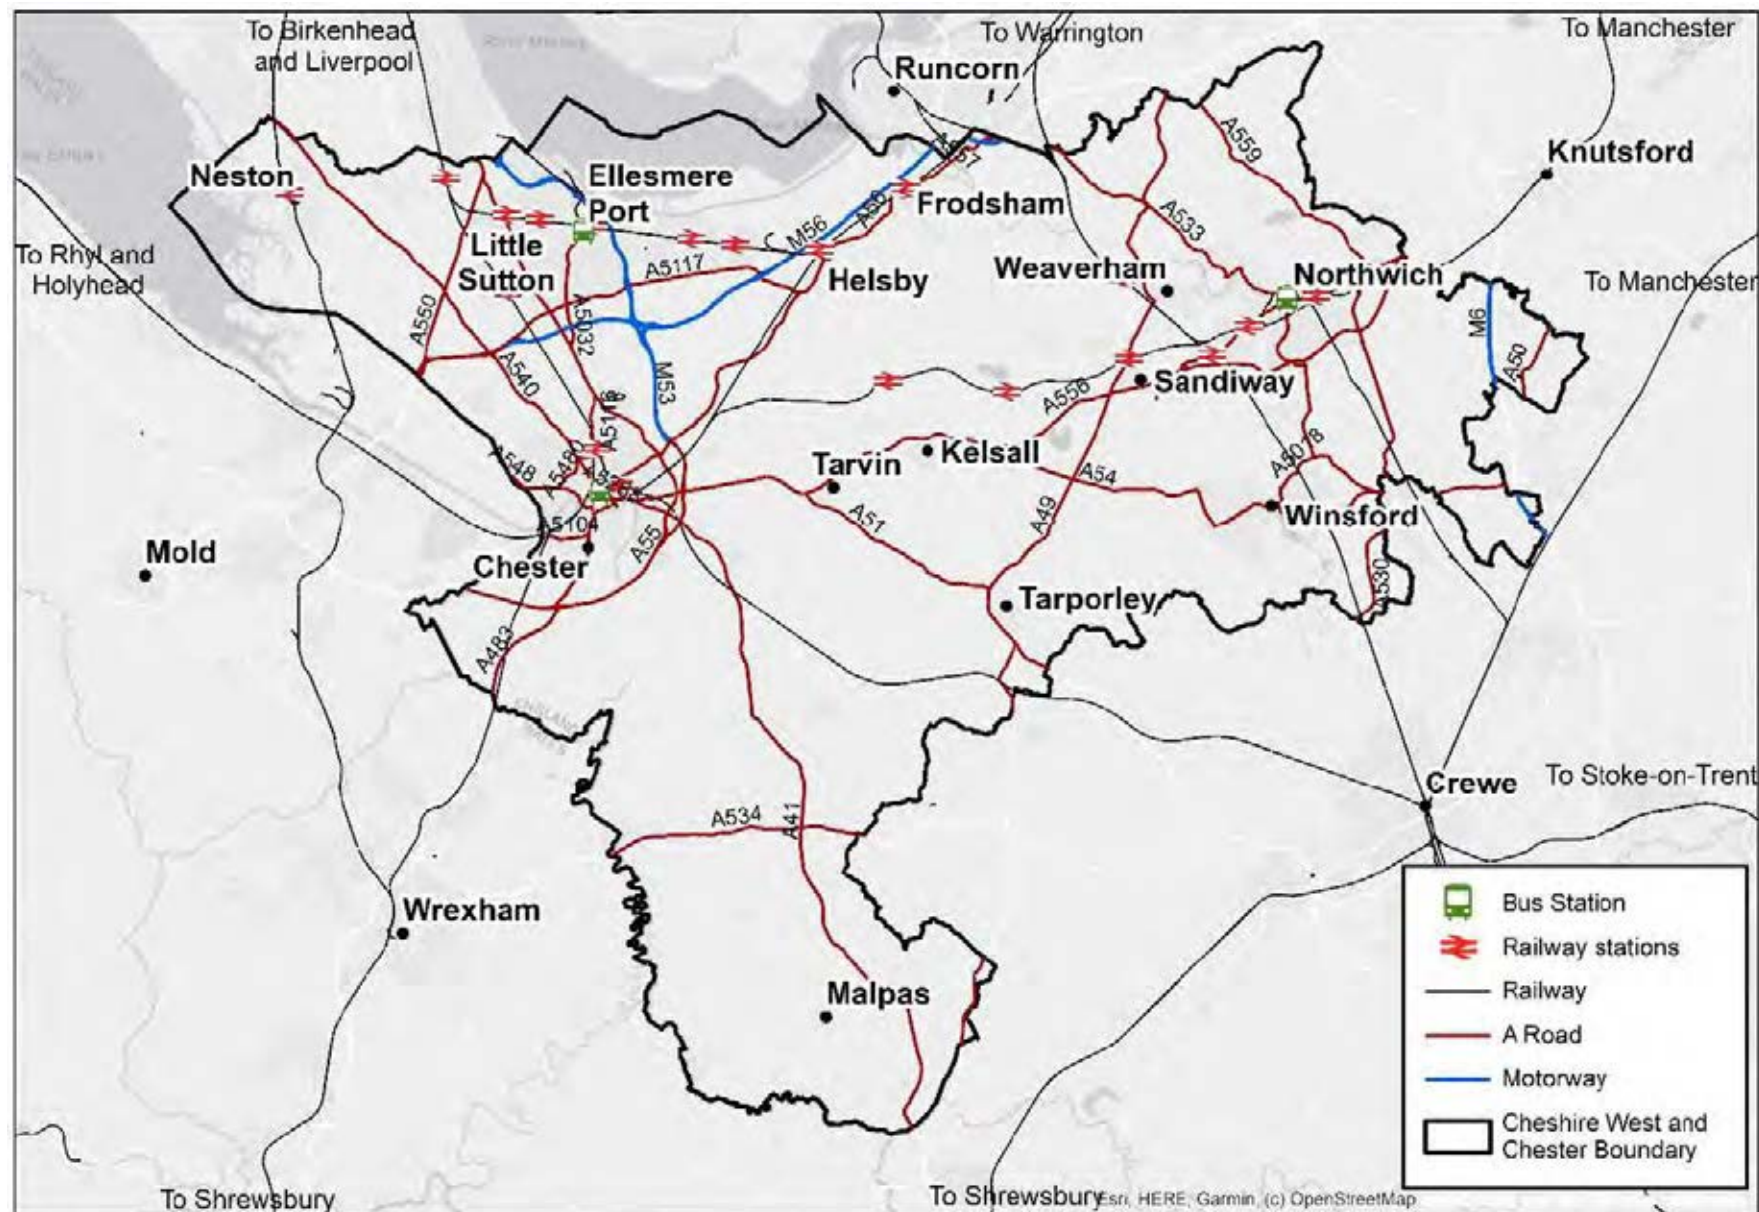 To Birkenhead
and Liverpool
To Warrington
To Manchester
Runcorn
Knutsford
Neston
Ellesmere
Port
Frodsham
A559
A56
M56
A533
Little
Sutton
A5117
Helsby
Weaverham
Northwich
To Rhyl and
Holyhead
To Manchester
A550
A5032
M6
A50
A540
M53
A556
Sandiway
A548
Tarvin
Kelsall
A54
A5018
A5104
A55
A51
A49
Winsford
Mold
Chester
A530
Tarporley
A483
Crewe
To Stoke-on-Trent
A534
A41
Wrexham
Malpas
Bus Station
Railway stations
Railway
A Road
Motorway
Cheshire West and
Chester Boundary
To Shrewsbury
To Shrewsbury
Esri, HERE, Garmin, (c) OpenStreetMap